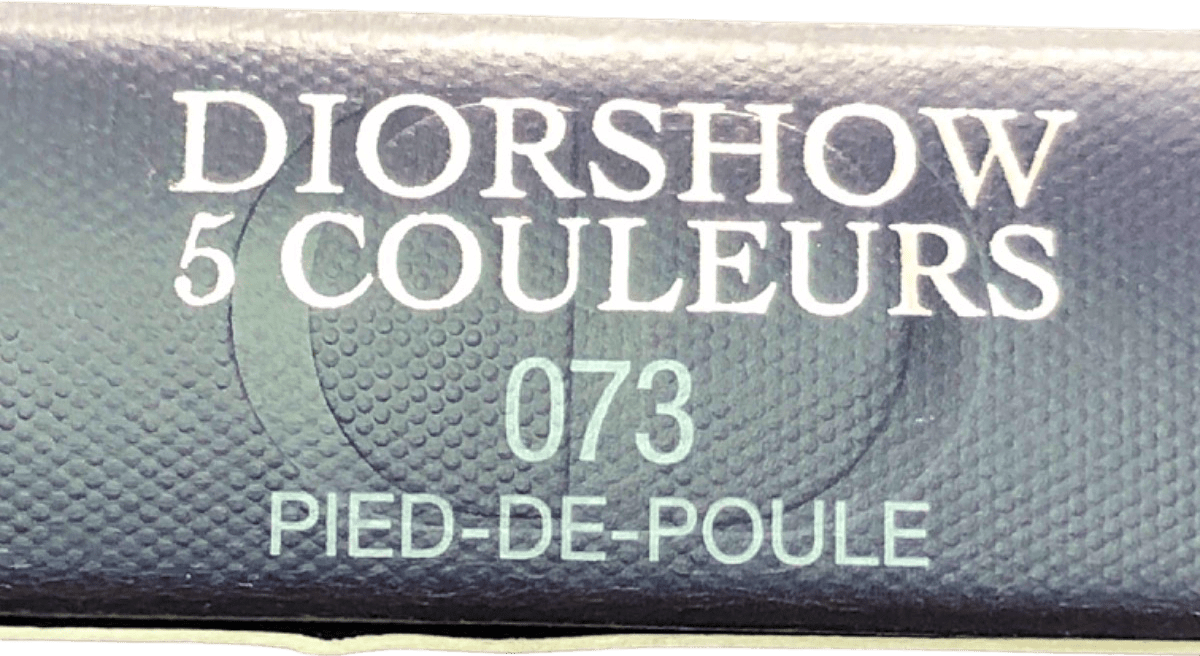 DIORSHOW
5 COULEURS
073
PIED-DE-POULE